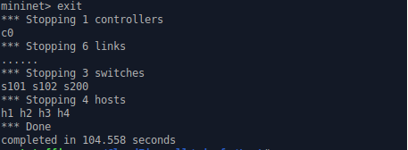 mininet> exit
*** Stopping 1 controllers
c0
*** Stopping 6 links
......
*** Stopping 3 switches
s101 s102 s200
*** Stopping 4 hosts
h1 h2 h3 h4
*** Done
completed in 104.558 seconds